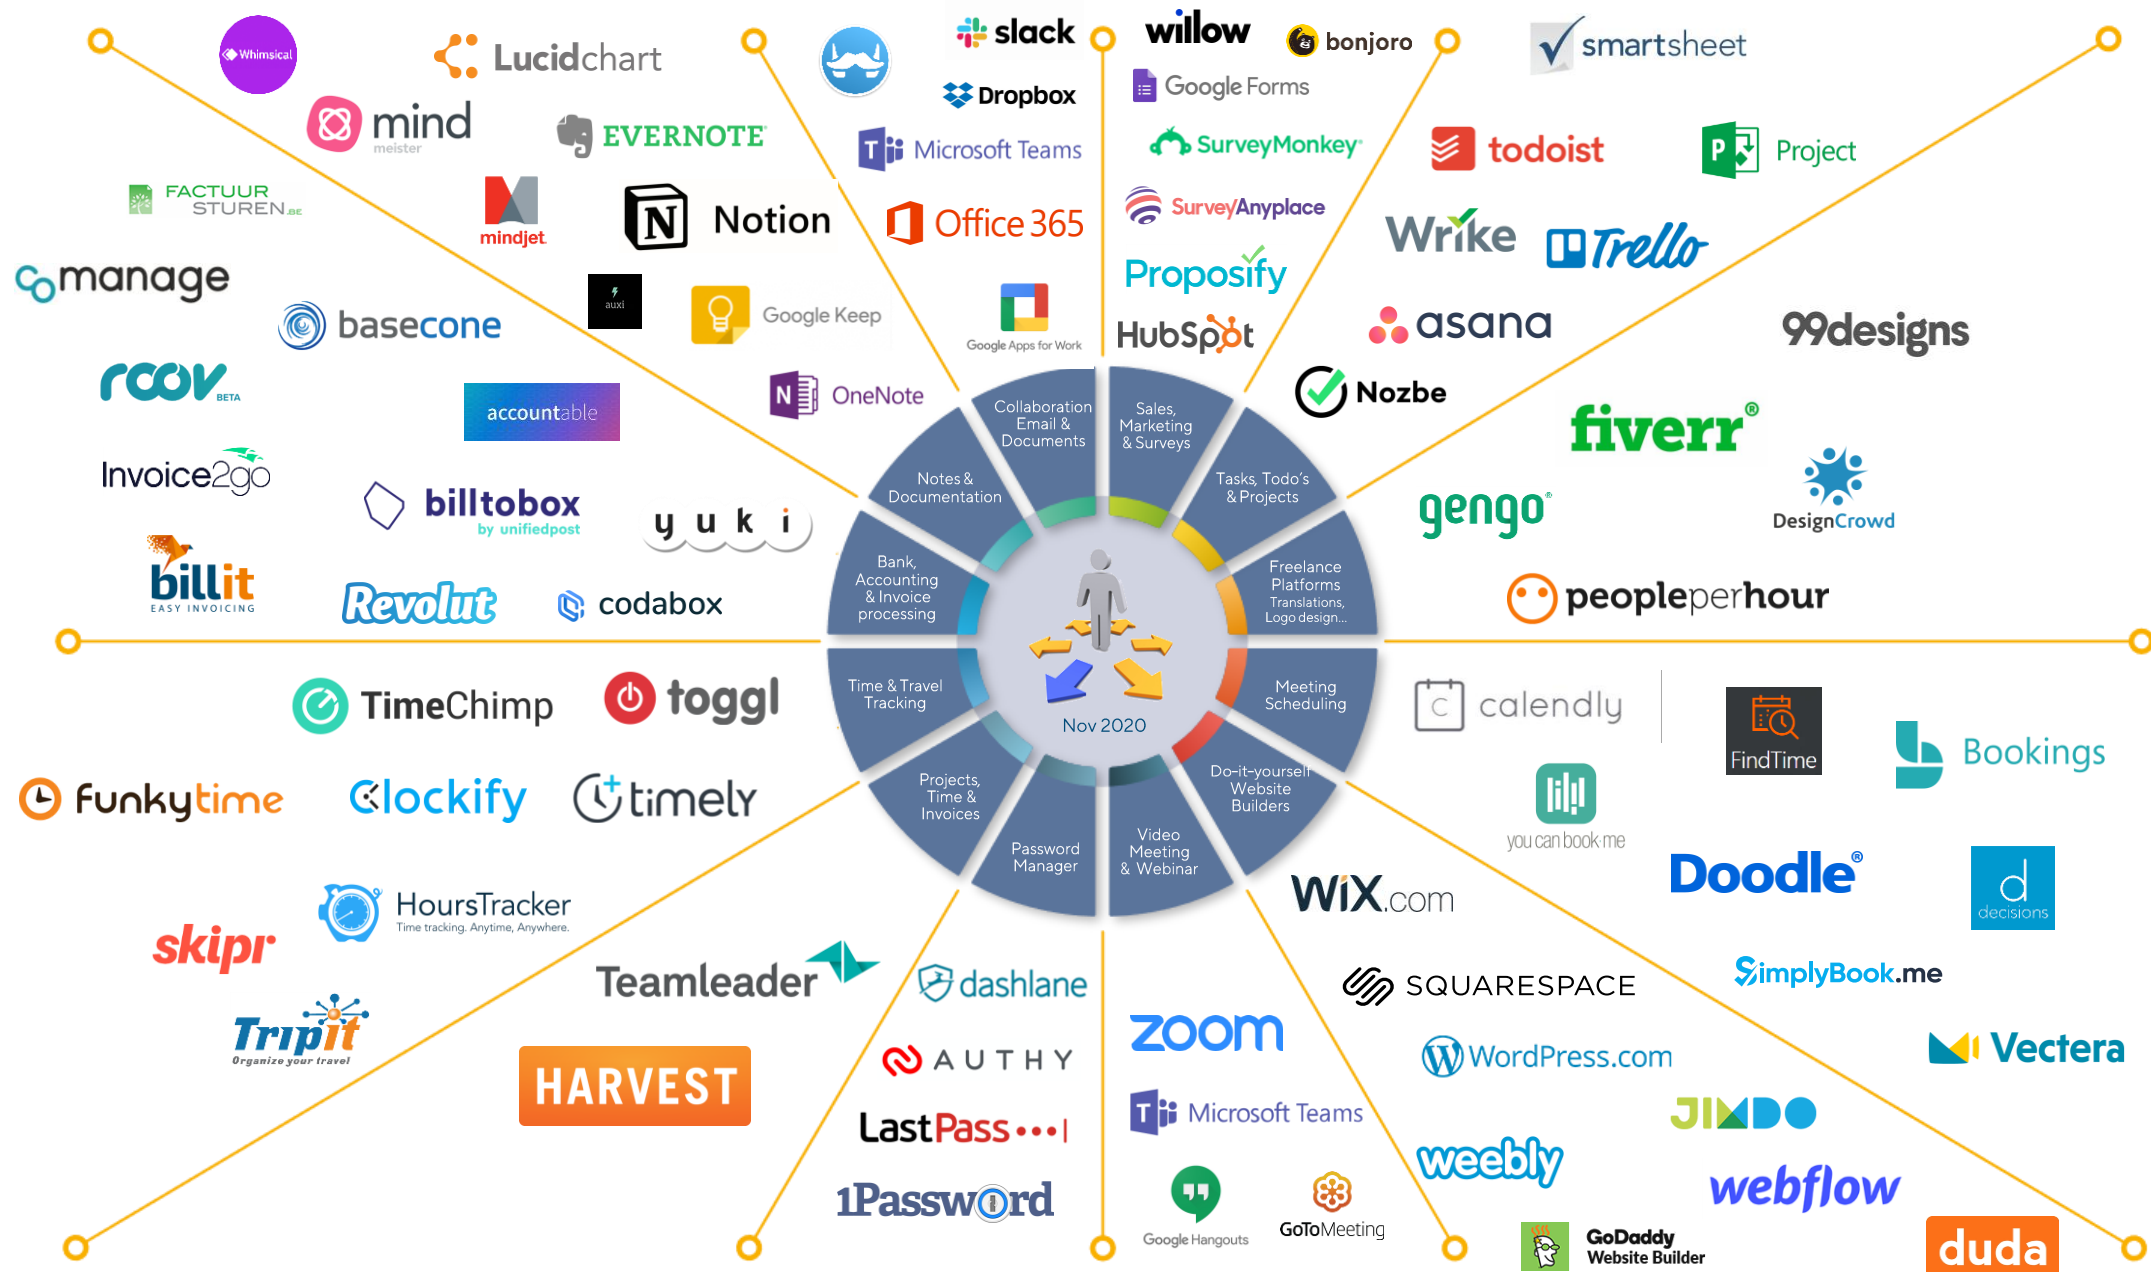 Whimsical
Lucidchart
mind
meister
EVERNOTE
mindjet
N Notion
auxi
Google Keep
N OneNote
slack
Dropbox
T Microsoft Teams
Office 365
Google Apps for Work
willow
bonjoro
Google Forms
SurveyMonkey®
SurveyAnyplace
Proposify
HubSpot
smartsheet
todoist
P Project
Wrike
Trello
asana
Nozbe
99designs
fiverr®
gengo®
DesignCrowd
peopleperhour
FACTUUR
STUREN.BE
comanage
basecone
roov
BETA
accountable
Invoice2go
billtobox
by unifiedpost
yuki
billit
EASY INVOICING
Revolut
codabox
Collaboration
Email &
Documents
Sales,
Marketing
& Surveys
Notes &
Documentation
Tasks, Todo's
& Projects
Bank,
Accounting
& Invoice
processing
Freelance
Platforms
Translations,
Logo design...
Time & Travel
Tracking
Meeting
Scheduling
Projects,
Time &
Invoices
Do-it-yourself
Website
Builders
Password
Manager
Video
Meeting
& Webinar
Nov 2020
TimeChimp
toggl
funkytime
Clockify
timely
HoursTracker
Time tracking. Anytime, Anywhere.
skipr
Tripit
Organize your travel
Teamleader
HARVEST
dashlane
AUTHY
LastPass
1Password
zoom
T Microsoft Teams
Google Hangouts
GoToMeeting
WiX.com
SQUARESPACE
WordPress.com
JIMDO
weebly
webflow
GoDaddy
Website Builder
duda
C calendly
FindTime
Bookings
you can book me
Doodle®
d
decisions
SimplyBook.me
Vectera